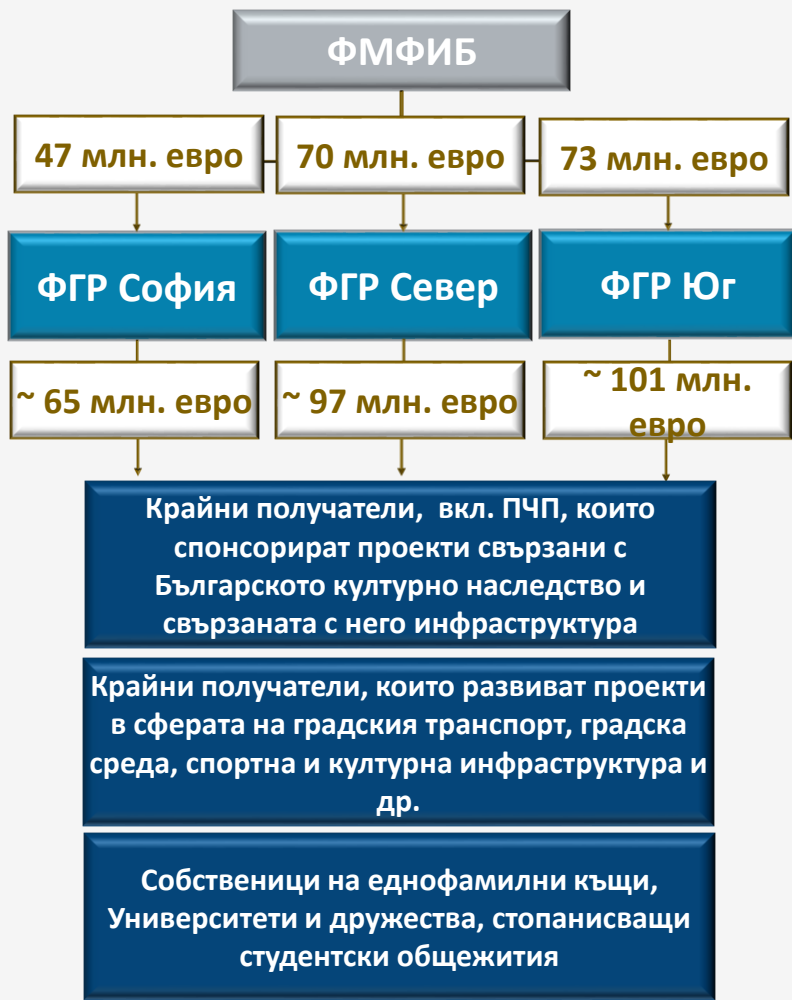 ФМФИБ
47 млн. евро
70 млн. евро
73 млн. евро
ФГР София
ФГР Север
ФГР Юг
~ 65 млн. евро
~ 97 млн. евро
~ 101 млн.
евро
Крайни получатели, вкл. ПЧП, които
спонсорират проекти свързани с
Българското културно наследство и
свързаната с него инфраструктура
Крайни получатели, които развиват проекти
в сферата на градския транспорт, градска
среда, спортна и културна инфраструктура и
др.
Собственици на еднофамилни къщи,
Университети и дружества, стопанисващи
студентски общежития